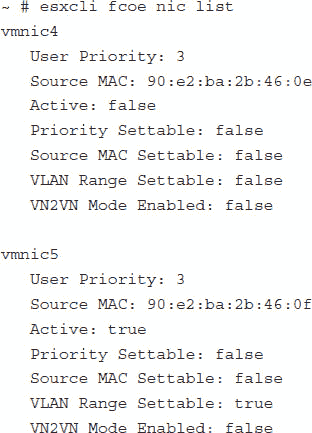 ~ # esxcli fcoe nic list
vmnic4
User Priority: 3
Source MAC: 90:e2:ba:2b:46:0e
Active: false
Priority Settable: false
Source MAC Settable: false
VLAN Range Settable: false
VN2VN Mode Enabled: false
vmnic5
User Priority: 3
Source MAC: 90:e2:ba:2b:46:0f
Active: true
Priority Settable: false
Source MAC Settable: false
VLAN Range Settable: true
VN2VN Mode Enabled: false